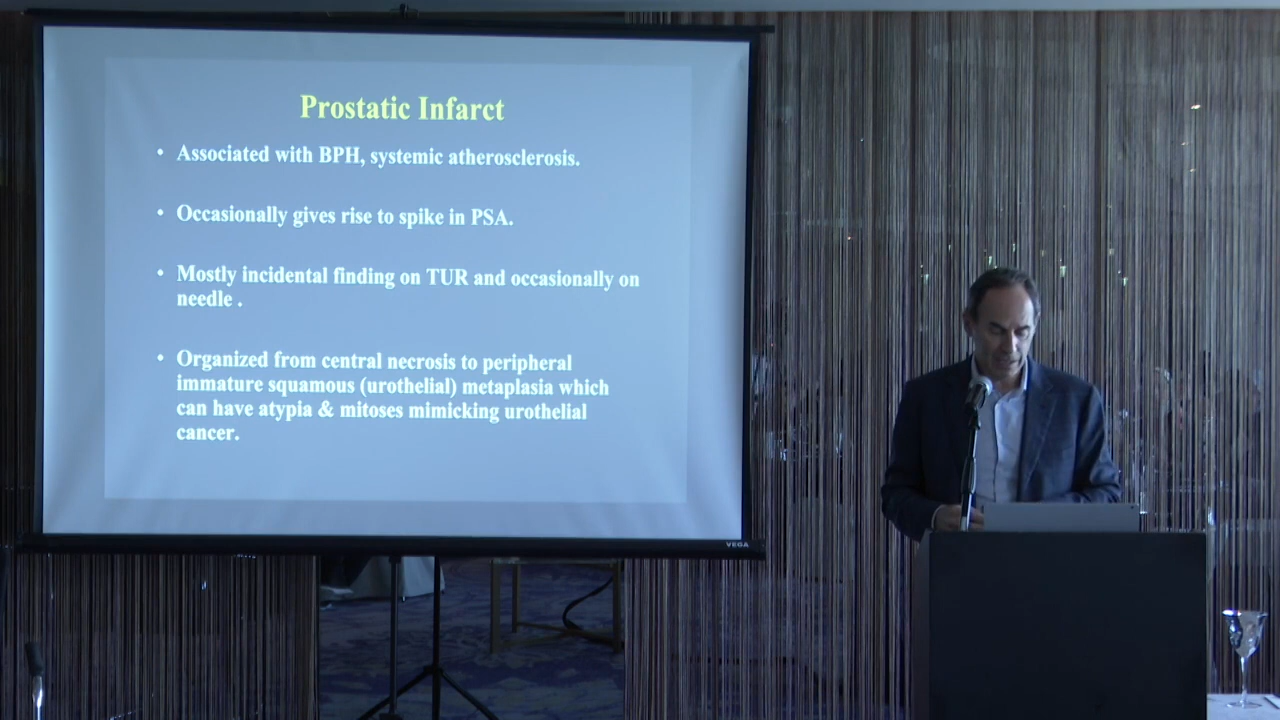 Prostatic Infarct
• Associated with BPH, systemic atherosclerosis.
• Occasionally gives rise to spike in PSA.
• Mostly incidental finding on TUR and occasionally on
needle .
• Organized from central necrosis to peripheral
immature squamous (urothelial) metaplasia which
can have atypia & mitoses mimicking urothelial
cancer.
VEGA